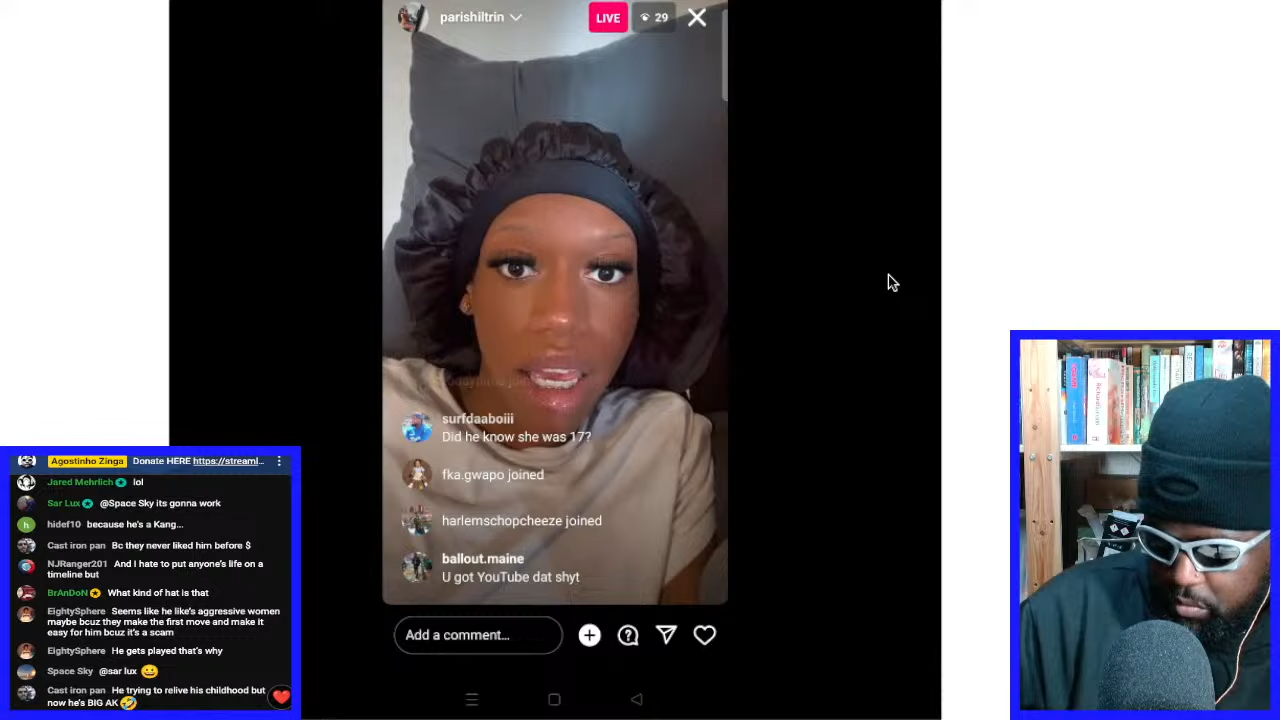 parishiltrin
LIVE
29
surfdaaboiii
Did he know she was 17?
fka.gwapo joined
harlemschopcheeze joined
ballout.maine
U got YouTube dat shyt
Add a comment...
Agostinho Zinga Donate HERE https://streaml...
Jared Mehrlich lol
Sar Lux @Space Sky its gonna work
hidef10 because he's a Kang...
Cast iron pan Bc they never liked him before $
NJRanger201 And I hate to put anyone's life on a
timeline but
BrAnDoN What kind of hat is that
EightySphere Seems like he like's aggressive women
maybe bcuz they make the first move and make it
easy for him bcuz it's a scam
EightySphere He gets played that's why
Space Sky @sar lux 😀
Cast iron pan He trying to relive his childhood but
now he's BIG AK 🤣